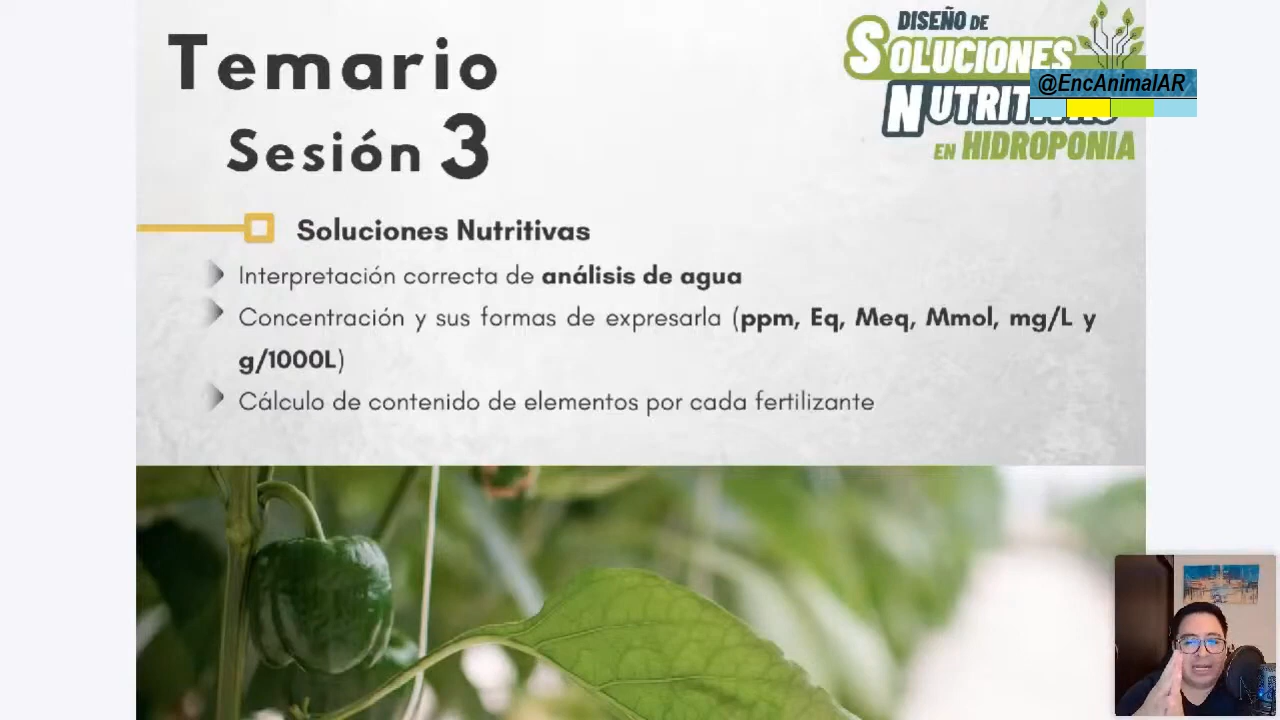 Temario
Sesión 3
DISEÑO DE
SOLUCIONES
@EncAnimalAR
NUTRITIVAS
EN HIDROPONIA
Soluciones Nutritivas
Interpretación correcta de análisis de agua
Concentración y sus formas de expresarla (ppm, Eq, Meq, Mmol, mg/L y
g/1000L)
Cálculo de contenido de elementos por cada fertilizante